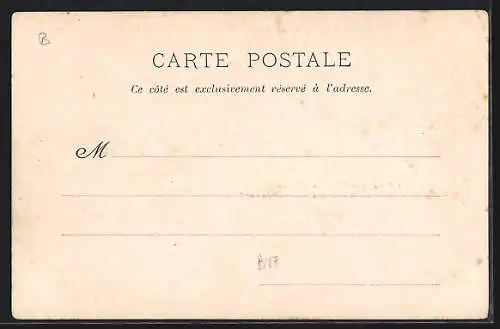 B
CARTE POSTALE
Ce côté est exclusivement réservé à l'adresse.
M
B17